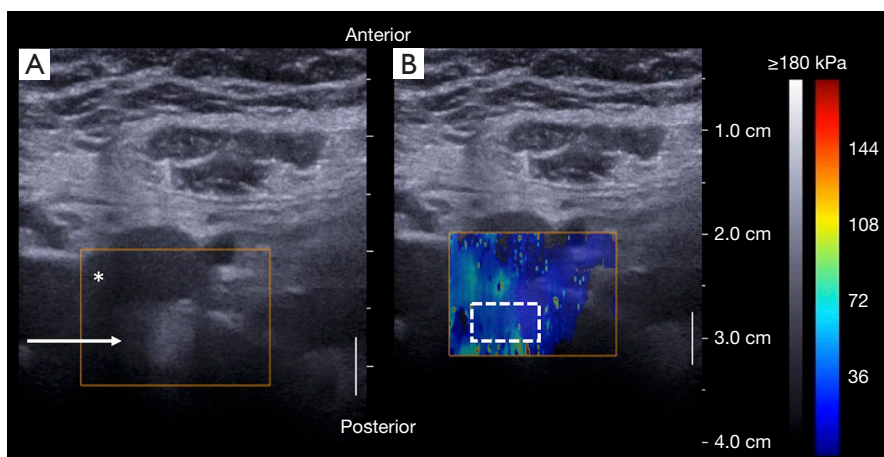 Anterior
A
B
≥180 kPa
1.0 cm
144
2.0 cm
108
72
3.0 cm
36
Posterior
4.0 cm
*